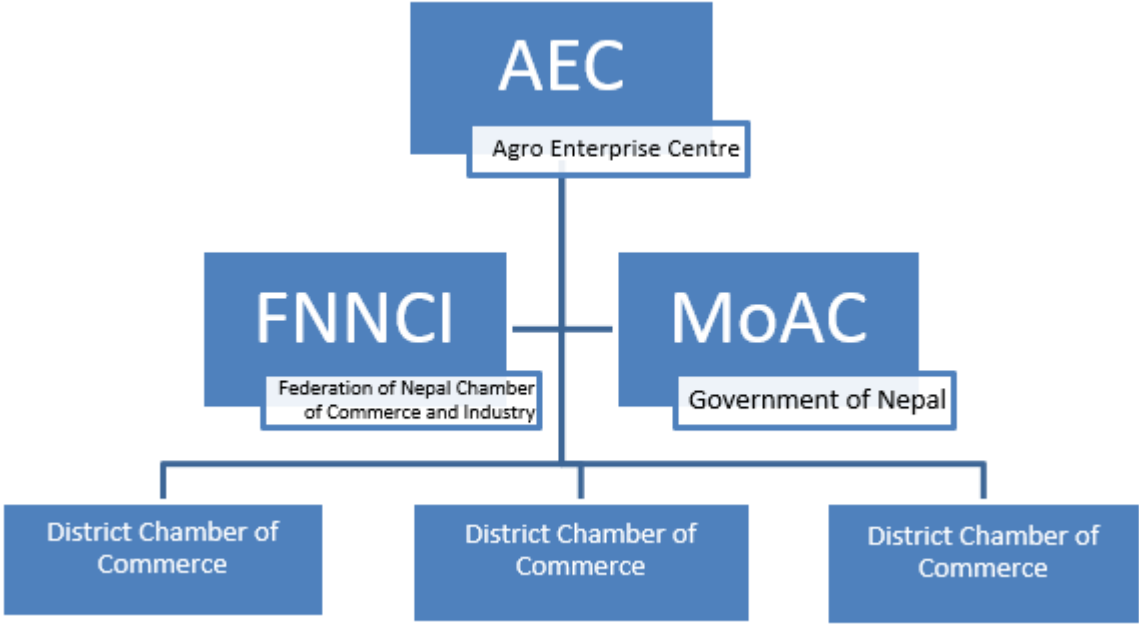 AEC
Agro Enterprise Centre
FNNCI
Federation of Nepal Chamber
of Commerce and Industry
MoAC
Government of Nepal
District Chamber of
Commerce
District Chamber of
Commerce
District Chamber of
Commerce